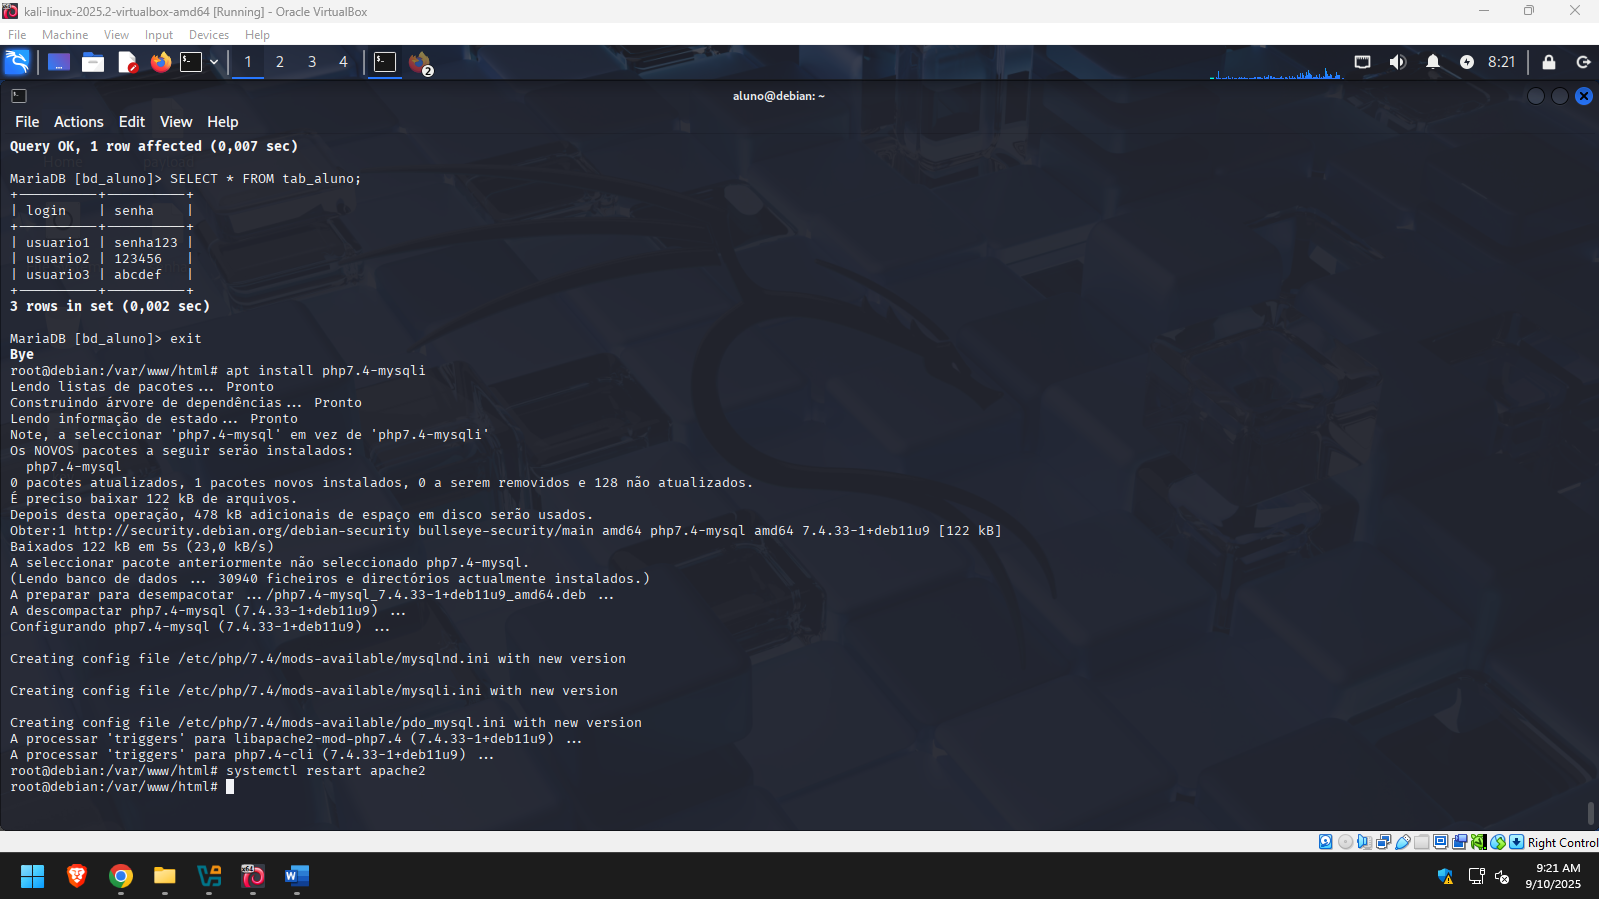 kali-linux-2025.2-virtualbox-amd64 [Running] - Oracle VirtualBox
File Machine View Input Devices Help
1 2 3 4 2 8:21
aluno@debian: ~
File Actions Edit View Help
Query OK, 1 row affected (0,007 sec)
MariaDB [bd_aluno]> SELECT * FROM tab_aluno;
+----------+----------+
| login | senha |
+----------+----------+
| usuario1 | senha123 |
| usuario2 | 123456 |
| usuario3 | abcdef |
+----------+----------+
3 rows in set (0,002 sec)
MariaDB [bd_aluno]> exit
Bye
root@debian:/var/www/html# apt install php7.4-mysqli
Lendo listas de pacotes... Pronto
Construindo árvore de dependências... Pronto
Lendo informação de estado... Pronto
Note, a seleccionar 'php7.4-mysql' em vez de 'php7.4-mysqli'
Os NOVOS pacotes a seguir serão instalados:
php7.4-mysql
0 pacotes atualizados, 1 pacotes novos instalados, 0 a serem removidos e 128 não atualizados.
É preciso baixar 122 kB de arquivos.
Depois desta operação, 478 kB adicionais de espaço em disco serão usados.
Obter:1 http://security.debian.org/debian-security bullseye-security/main amd64 php7.4-mysql amd64 7.4.33-1+deb11u9 [122 kB]
Baixados 122 kB em 5s (23,0 kB/s)
A seleccionar pacote anteriormente não seleccionado php7.4-mysql.
(Lendo banco de dados ... 30940 ficheiros e directórios actualmente instalados.)
A preparar para desempacotar .../php7.4-mysql_7.4.33-1+deb11u9_amd64.deb ...
A descompactar php7.4-mysql (7.4.33-1+deb11u9) ...
Configurando php7.4-mysql (7.4.33-1+deb11u9) ...
Creating config file /etc/php/7.4/mods-available/mysqlnd.ini with new version
Creating config file /etc/php/7.4/mods-available/mysqli.ini with new version
Creating config file /etc/php/7.4/mods-available/pdo_mysql.ini with new version
A processar 'triggers' para libapache2-mod-php7.4 (7.4.33-1+deb11u9) ...
A processar 'triggers' para php7.4-cli (7.4.33-1+deb11u9) ...
root@debian:/var/www/html# systemctl restart apache2
root@debian:/var/www/html#
Right Control
9:21 AM
9/10/2025